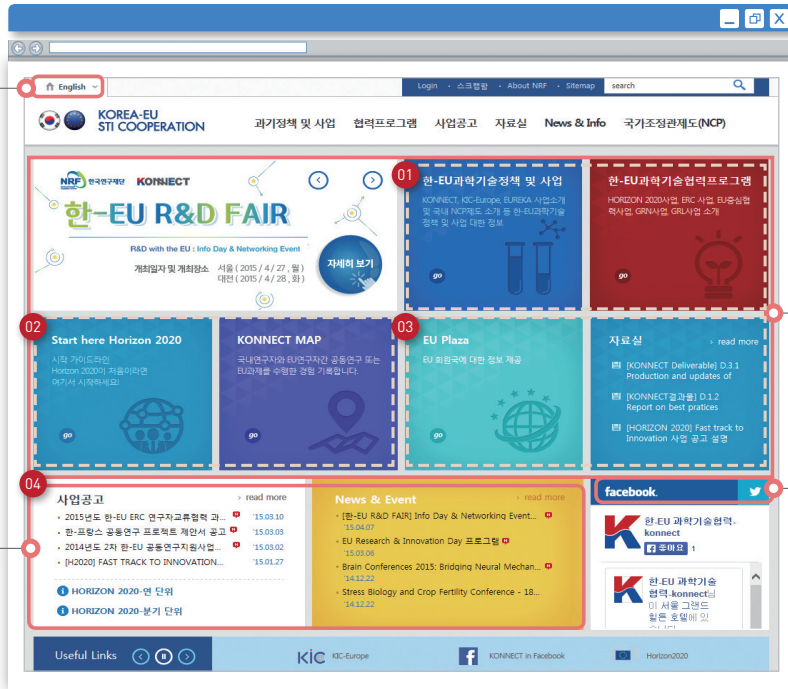 English
Login · 스크랩함 · About NRF · Sitemap
search
KOREA-EU
STI COOPERATION
과기정책 및 사업 협력프로그램 사업공고 자료실 News & Info 국가조정관제도(NCP)
NRF 한국연구재단 KONNECT
한-EU R&D FAIR
R&D with the EU : Info Day & Networking Event
개최일자 및 개최장소 서울 ( 2015 / 4 / 27 , 월 )
대전 ( 2015 / 4 / 28 , 화 )
자세히 보기
01
한-EU과학기술정책 및 사업
KONNECT, KIC-Europe, EUREKA 사업소개
및 국내 NCP제도 소개 등 한-EU과학기술
정책 및 사업 대한 정보
go
한-EU과학기술협력프로그램
HORIZON 2020사업, ERC 사업, EU중심협
력사업, GRN사업, GRL사업 소개
go
02
Start here Horizon 2020
시작 가이드라인
Horizon 2020이 처음이라면
여기서 시작하세요!
go
KONNECT MAP
국내연구자와 EU연구자간 공동연구 또는
EU과제를 수행한 경험 기록합니다.
go
03
EU Plaza
EU 회원국에 대한 정보 제공
go
자료실 › read more
[KONNECT Deliverable] D.3.1
Production and updates of
[KONNECT결과물] D.1.2
Report on best pratices
[HORIZON 2020] Fast track to
Innovation 사업 공고 설명
04
사업공고 › read more
· 2015년도 한-EU ERC 연구자교류협력 과... '15.03.10
· 한-프랑스 공동연구 프로젝트 제안서 공고 '15.03.03
· 2014년도 2차 한-EU 공동연구지원사업... '15.03.02
· [H2020] FAST TRACK TO INNOVATION... '15.01.27
HORIZON 2020-연 단위
HORIZON 2020-분기 단위
News & Event › read more
· [한-EU R&D FAIR] Info Day & Networking Event...
'15.04.07
· EU Research & Innovation Day 프로그램
'15.03.06
· Brain Conferences 2015: Bridging Neural Mechan...
'14.12.22
· Stress Biology and Crop Fertility Conference - 18...
'14.12.22
facebook.
한-EU 과학기술협력-
konnect
좋아요 1
한-EU 과학기술
협력-konnect님
이 서울 그랜드
힐튼 호텔에 있
Useful Links
KIC KIC-Europe
KONNECT in Facebook
Horizon2020